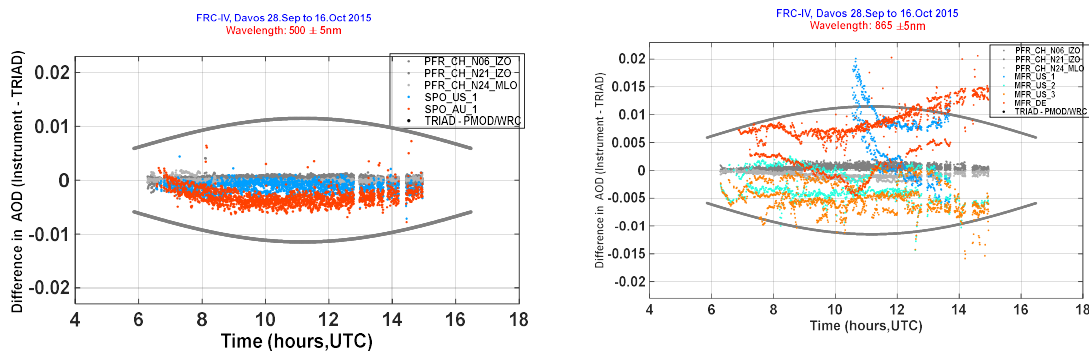 FRC-IV, Davos 28.Sep to 16.Oct 2015
Wavelength: 500 ± 5nm
Difference in AOD (Instrument - TRIAD)
0.02
0.01
0
-0.01
-0.02
PFR_CH_N06_IZO
PFR_CH_N21_IZO
PFR_CH_N24_MLO
SPO_US_1
SPO_AU_1
TRIAD - PMOD/WRC
4 6 8 10 12 14 16 18
Time (hours,UTC)
FRC-IV, Davos 28.Sep to 16.Oct 2015
Wavelength: 865 ±5nm
Difference in AOD (Instrument - TRIAD)
0.02
0.015
0.01
0.005
0
-0.005
-0.01
-0.015
-0.02
PFR_CH_N06_IZO
PFR_CH_N21_IZO
PFR_CH_N24_MLO
MFR_US_1
MFR_US_2
MFR_US_3
MFR_DE
TRIAD - PMOD/WRC
4 6 8 10 12 14 16 18
Time (hours,UTC)